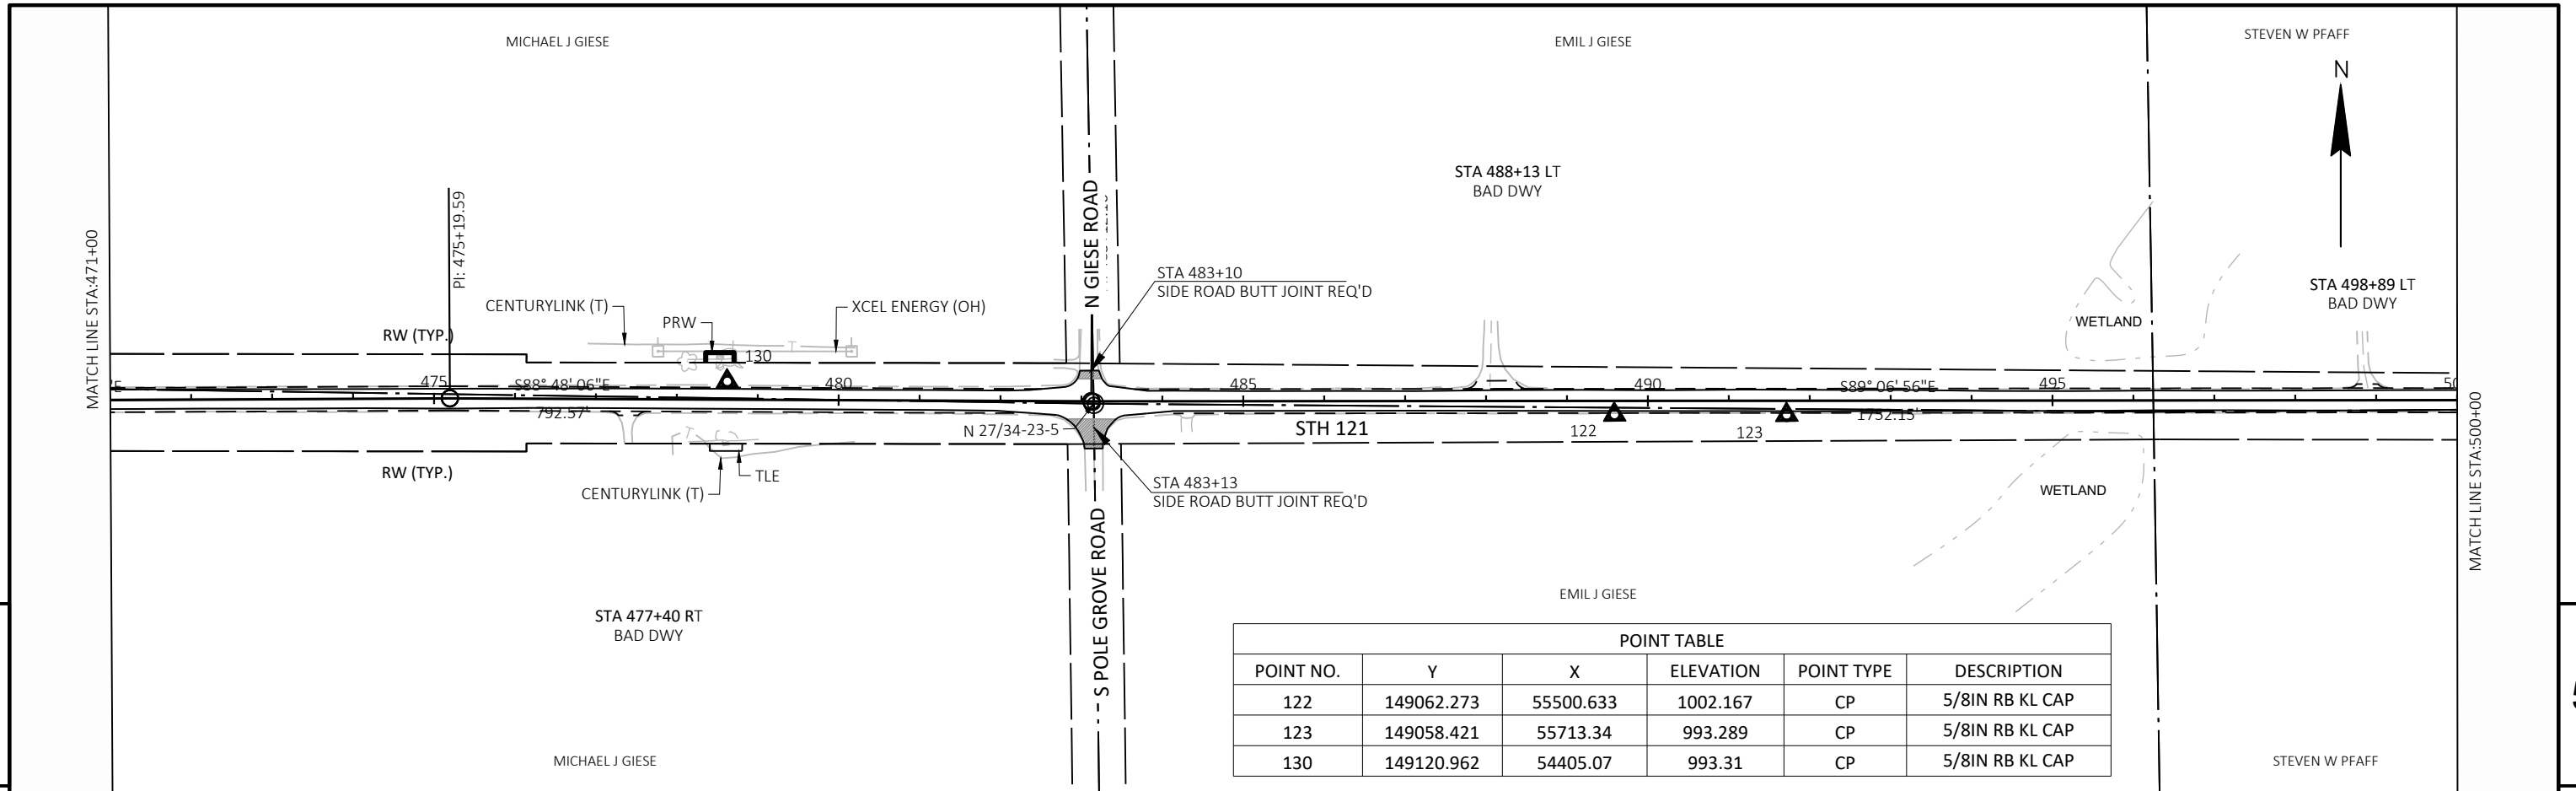 MICHAEL J GIESE
EMIL J GIESE
STEVEN W PFAFF
N
STA 488+13 LT
BAD DWY
MATCH LINE STA:471+00
PI: 475+19.59
N GIESE ROAD
STA 483+10
SIDE ROAD BUTT JOINT REQ'D
STA 498+89 LT
BAD DWY
CENTURYLINK (T)
XCEL ENERGY (OH)
PRW
WETLAND
RW (TYP.)
130
475
S88° 48' 06"E
480
485
490
S89° 06' 56"E
495
50
'E
792.57'
1752.15'
T
N 27/34-23-5
STH 121
122
123
RW (TYP.)
TLE
CENTURYLINK (T)
T
STA 483+13
SIDE ROAD BUTT JOINT REQ'D
WETLAND
MATCH LINE STA:500+00
S POLE GROVE ROAD
EMIL J GIESE
STA 477+40 RT
BAD DWY
MICHAEL J GIESE
POINT TABLE
POINT NO. Y X ELEVATION POINT TYPE DESCRIPTION
122 149062.273 55500.633 1002.167 CP 5/8IN RB KL CAP
123 149058.421 55713.34 993.289 CP 5/8IN RB KL CAP
130 149120.962 54405.07 993.31 CP 5/8IN RB KL CAP
STEVEN W PFAFF